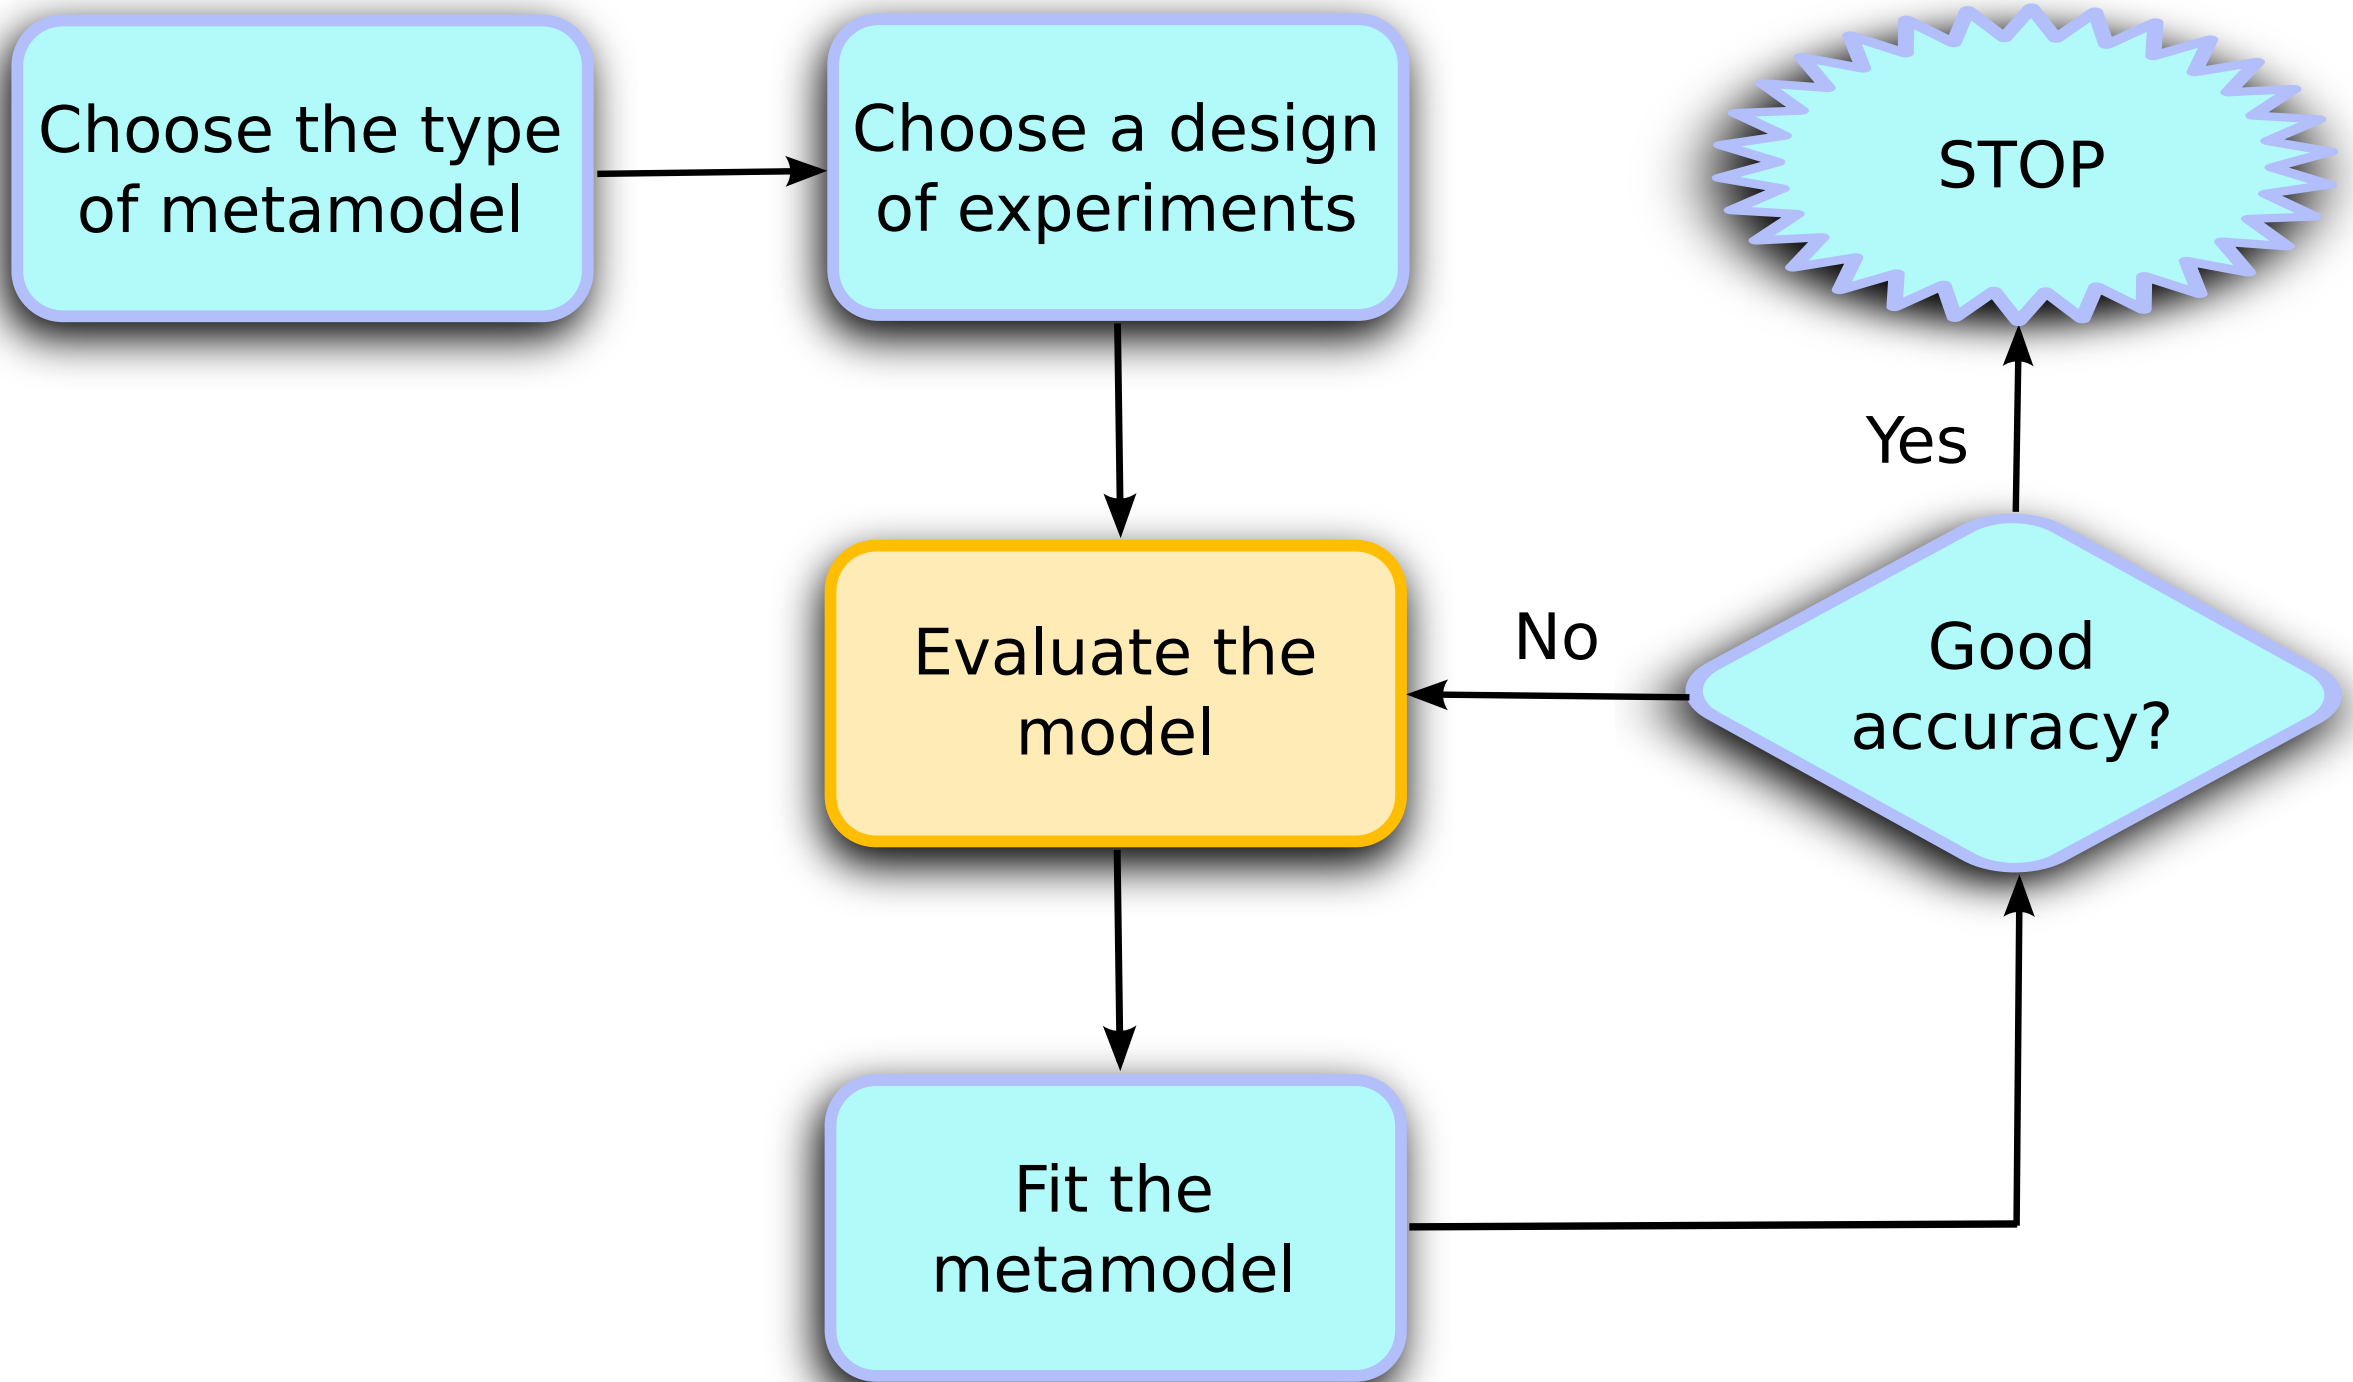 Choose the type
of metamodel
Choose a design
of experiments
STOP
Yes
Evaluate the
model
No
Good
accuracy?
Fit the
metamodel